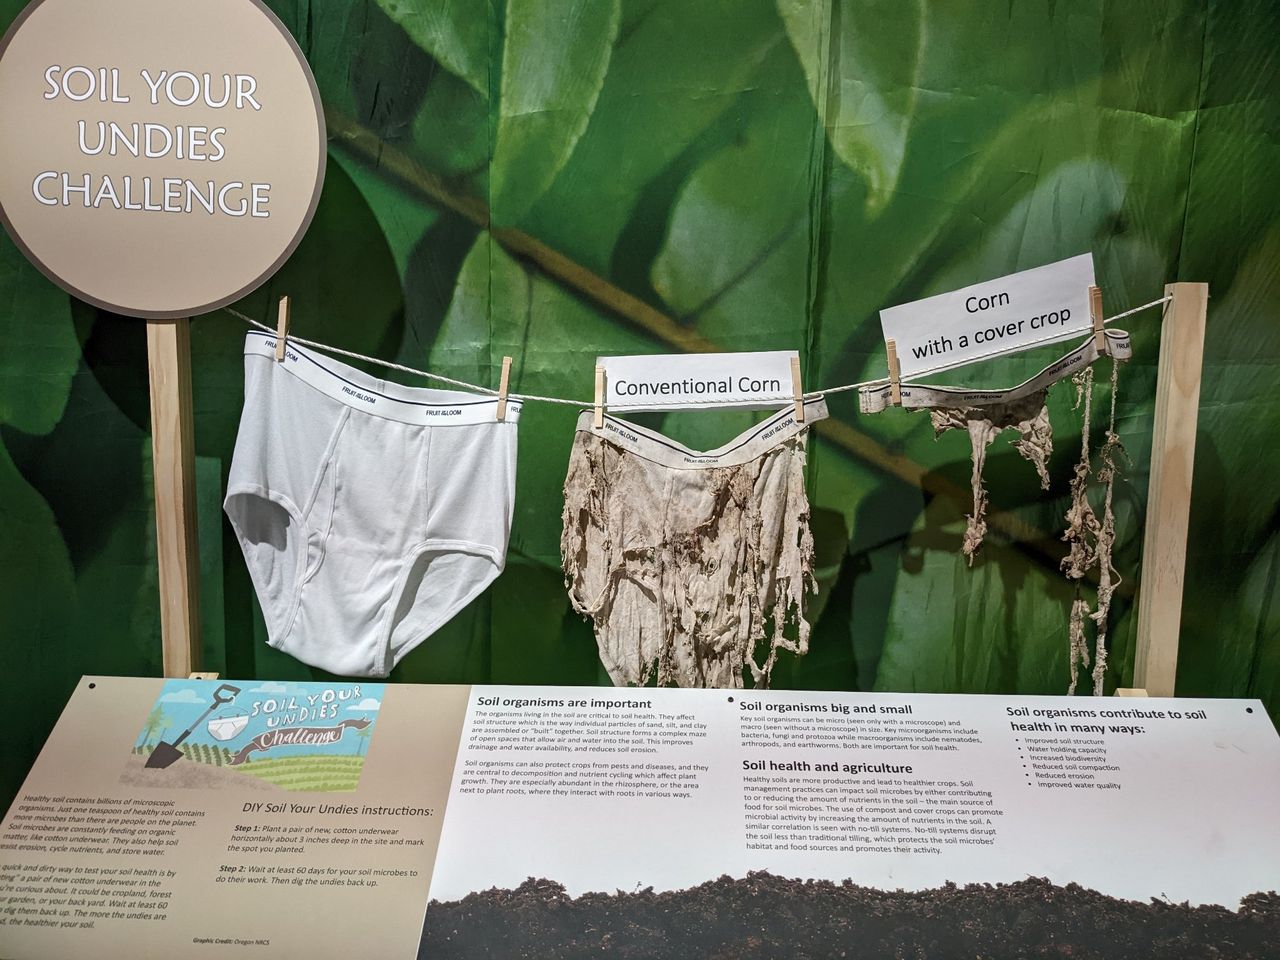 SOIL YOUR
UNDIES
CHALLENGE
Corn
with a cover crop
Conventional Corn
FRUIT OF THE LOOM
FRUIT OF THE LOOM
FRUIT OF THE LOOM
FRUIT OF THE LOOM
FRUIT OF THE LOOM
FRUIT OF THE LOOM
SOIL YOUR
UNDIES
Challenge!
Healthy soil contains billions of microscopic
organisms. Just one teaspoon of healthy soil contains
more microbes than there are people on the planet.
Soil microbes are constantly feeding on organic
matter, like cotton underwear. They also help soil
resist erosion, cycle nutrients, and store water.
quick and dirty way to test your soil health is by
a pair of new cotton underwear in the
you're curious about. It could be cropland, forest
garden, or your back yard. Wait at least 60
dig them back up. The more the undies are
the healthier your soil.
DIY Soil Your Undies instructions:
Step 1: Plant a pair of new, cotton underwear
horizontally about 3 inches deep in the site and mark
the spot you planted.
Step 2: Wait at least 60 days for your soil microbes to
do their work. Then dig the undies back up.
Graphic Credit: Oregon NRCS
Soil organisms are important
The organisms living in the soil are critical to soil health. They affect
soil structure which is the way individual particles of sand, silt, and clay
are assembled or "built" together. Soil structure forms a complex maze
of open spaces that allow air and water into the soil. This improves
drainage and water availability, and reduces soil erosion.
Soil organisms can also protect crops from pests and diseases, and they
are central to decomposition and nutrient cycling which affect plant
growth. They are especially abundant in the rhizosphere, or the area
next to plant roots, where they interact with roots in various ways.
Soil organisms big and small
Key soil organisms can be micro (seen only with a microscope) and
macro (seen without a microscope) in size. Key microorganisms include
bacteria, fungi and protozoa while macroorganisms include nematodes,
arthropods, and earthworms. Both are important for soil health.
Soil health and agriculture
Healthy soils are more productive and lead to healthier crops. Soil
management practices can impact soil microbes by either contributing
to or reducing the amount of nutrients in the soil – the main source of
food for soil microbes. The use of compost and cover crops can promote
microbial activity by increasing the amount of nutrients in the soil. A
similar correlation is seen with no-till systems. No-till systems disrupt
the soil less than traditional tilling, which protects the soil microbes'
habitat and food sources and promotes their activity.
Soil organisms contribute to soil
health in many ways:
• Improved soil structure
• Water holding capacity
• Increased biodiversity
• Reduced soil compaction
• Reduced erosion
• Improved water quality